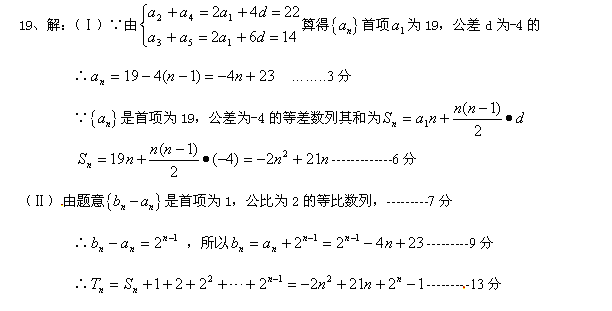 19、解：(Ⅰ)∵由{a₂+a₄=2a₁+4d=22
a₃+a₅=2a₁+6d=14 算得{aₙ}首项a₁为19，公差 d 为-4 的
∴aₙ=19−4(n−1)=−4n+23 ……..3 分
∵{aₙ}是首项为 19，公差为-4 的等差数列其和为Sₙ=a₁n+n(n−1)/2•d
Sₙ=19n+n(n−1)/2•(−4)=−2n²+21n-------------6 分
(Ⅱ).由题意{bₙ−aₙ}是首项为 1，公比为 2 的等比数列，---------7 分
∴bₙ−aₙ=2ⁿ⁻¹ ，所以bₙ=aₙ+2ⁿ⁻¹=2ⁿ⁻¹−4n+23---------9 分
∴Tₙ=Sₙ+1+2+2²+⋯+2ⁿ⁻¹=−2n²+21n+2ⁿ−1---------13 分